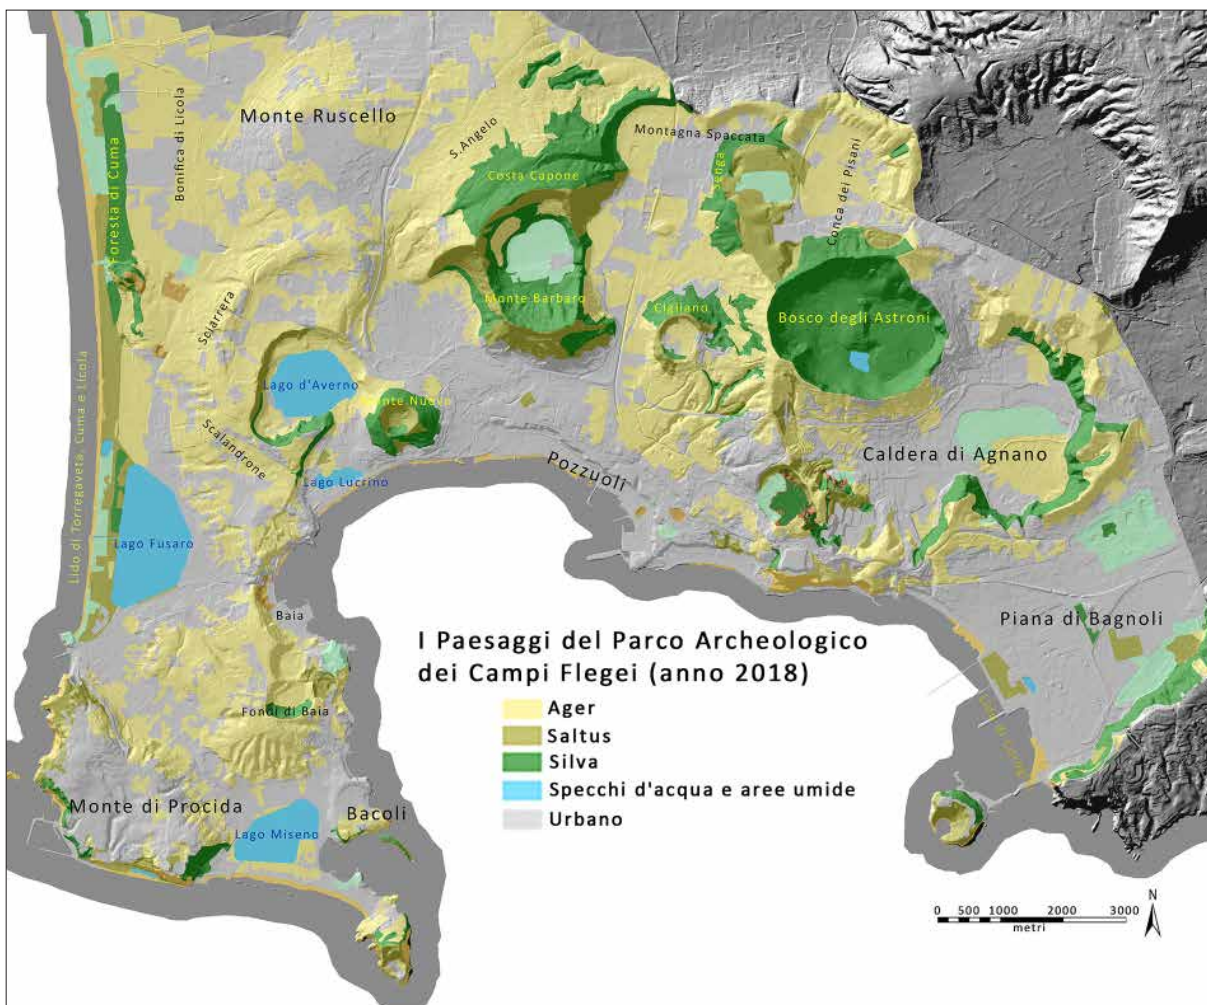 Monte Ruscello
S.Angelo
Montagna Spaccata
Costa Capone
Senga
Conca dei Pisani
Bonifica di Licola
Foresta di Cuma
Monte Barbaro
Cigliano
Bosco degli Astroni
Sciarrera
Lago d'Averno
Monte Nuovo
Scalandrone
Lago Lucrino
Pozzuoli
Caldera di Agnano
Lido di Torregaveta, Cuma e Licola
Lago Fusaro
Baia
Piana di Bagnoli
I Paesaggi del Parco Archeologico
dei Campi Flegei (anno 2018)
Ager
Saltus
Silva
Specchi d'acqua e aree umide
Urbano
Fondi di Baia
Monte di Procida
Bacoli
Lago Miseno
N
0 500 1000 2000 3000
metri